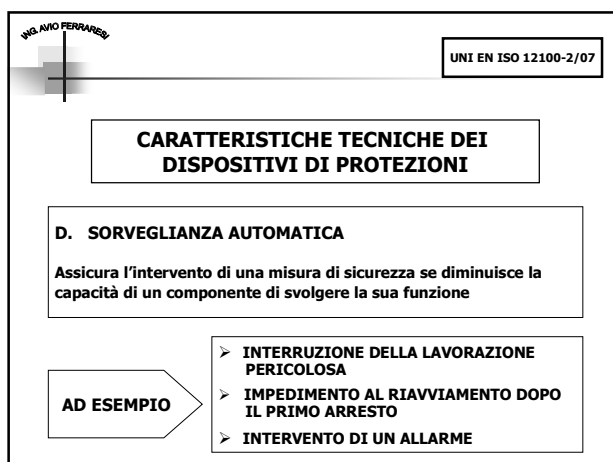 ING. AVIO FERRARESI
UNI EN ISO 12100-2/07
CARATTERISTICHE TECNICHE DEI
DISPOSITIVI DI PROTEZIONI
D. SORVEGLIANZA AUTOMATICA
Assicura l’intervento di una misura di sicurezza se diminuisce la
capacità di un componente di svolgere la sua funzione
AD ESEMPIO
➢ INTERRUZIONE DELLA LAVORAZIONE
PERICOLOSA
➢ IMPEDIMENTO AL RIAVVIAMENTO DOPO
IL PRIMO ARRESTO
➢ INTERVENTO DI UN ALLARME